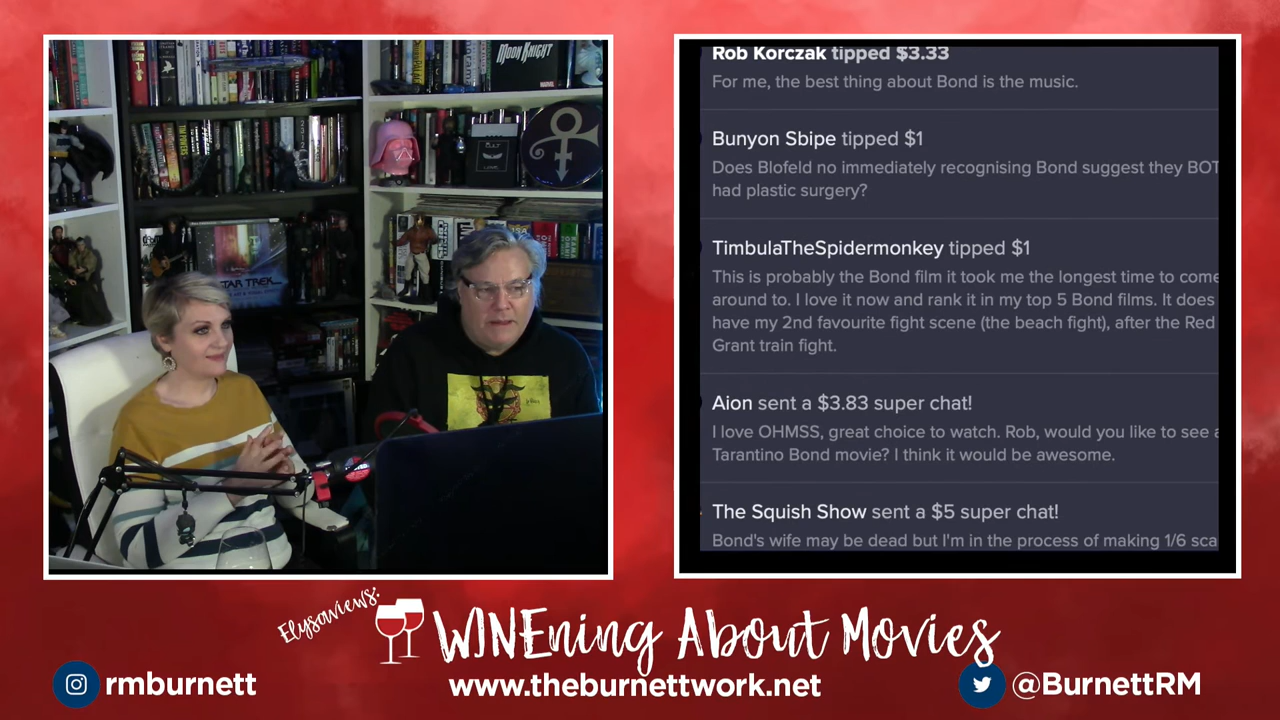 MOON KNIGHT
STAR TREK
Rob Korczak tipped $3.33
For me, the best thing about Bond is the music.
Bunyon Sbipe tipped $1
Does Blofeld no immediately recognising Bond suggest they BOT
had plastic surgery?
TimbulaTheSpidermonkey tipped $1
This is probably the Bond film it took me the longest time to come
around to. I love it now and rank it in my top 5 Bond films. It does
have my 2nd favourite fight scene (the beach fight), after the Red
Grant train fight.
Aion sent a $3.83 super chat!
I love OHMSS, great choice to watch. Rob, would you like to see a
Tarantino Bond movie? I think it would be awesome.
The Squish Show sent a $5 super chat!
Bond's wife may be dead but I'm in the process of making 1/6 sca
Elysaviews:
WINEning About Movies
rmburnett
www.theburnettwork.net
@BurnettRM